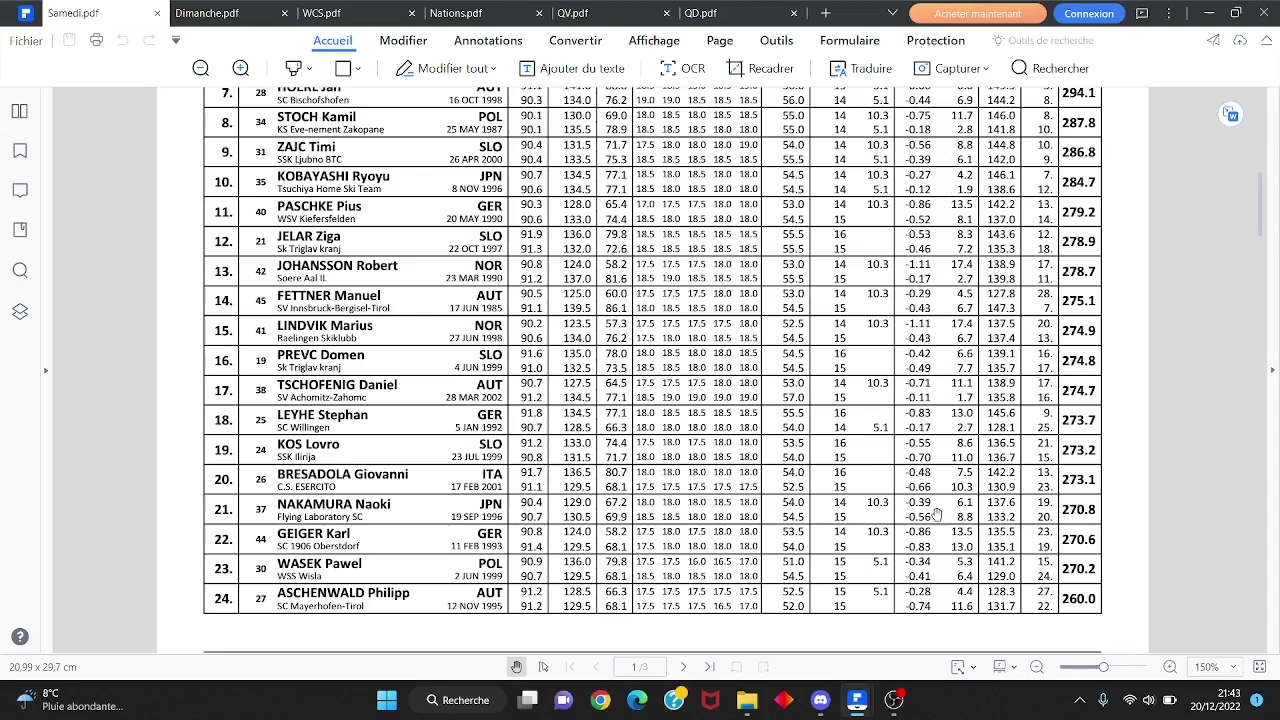 Samedi.pdf × Dimanche.pdf × WCS.pdf × Nations.pdf × QV.pdf × QD.pdf × + Acheter maintenant Connexion
Fichier Accueil Modifier Annotations Convertir Affichage Page Outils Formulaire Protection Outils de recherche
Modifier tout Ajouter du texte OCR Recadrer Traduire Capturer Rechercher
7. 28 294.1
SC Bischofshofen 16 OCT 1998 90.3 134.0 76.2 19.0 19.0 18.5 18.5 18.5 56.0 14 5.1 -0.44 6.9 144.2 8.
8. 34 STOCH Kamil POL 90.1 130.0 69.0 18.0 18.5 18.5 18.5 18.0 55.0 14 10.3 -0.75 11.7 146.0 8. 287.8
KS Eve-nement Zakopane 25 MAY 1987 90.1 135.5 78.9 18.5 18.0 18.5 18.5 18.0 55.0 14 5.1 -0.18 2.8 141.8 10.
9. 31 ZAJC Timi SLO 90.4 131.5 71.7 17.5 18.0 18.0 18.0 19.0 54.0 14 10.3 -0.56 8.8 144.8 10. 286.8
SSK Ljubno BTC 26 APR 2000 90.4 133.5 75.3 18.5 18.5 18.5 18.0 18.5 55.5 14 5.1 -0.39 6.1 142.0 9.
10. 35 KOBAYASHI Ryoyu JPN 90.7 134.5 77.1 18.5 18.0 18.0 18.5 18.0 54.5 14 10.3 -0.27 4.2 146.1 7. 284.7
Tsuchiya Home Ski Team 8 NOV 1996 90.6 134.5 77.1 18.5 18.0 18.0 18.5 18.0 54.5 14 5.1 -0.12 1.9 138.6 12.
11. 40 PASCHKE Pius GER 90.3 128.0 65.4 17.0 17.5 17.5 18.0 18.0 53.0 14 10.3 -0.86 13.5 142.2 13. 279.2
WSV Kiefersfelden 20 MAY 1990 90.6 133.0 74.4 18.5 18.0 17.5 18.0 18.5 54.5 15 -0.52 8.1 137.0 14.
12. 21 JELAR Ziga SLO 91.9 136.0 79.8 18.5 18.5 18.5 18.5 18.5 55.5 16 -0.53 8.3 143.6 12. 278.9
Sk Triglav kranj 22 OCT 1997 91.3 132.0 72.6 18.5 18.5 18.5 18.5 18.5 55.5 15 -0.46 7.2 135.3 18.
13. 42 JOHANSSON Robert NOR 90.8 124.0 58.2 17.5 17.5 17.5 18.0 18.0 53.0 14 10.3 -1.11 17.4 138.9 17. 278.7
Soere Aal IL 23 MAR 1990 91.2 137.0 81.6 18.5 19.0 18.5 18.0 18.5 55.5 15 -0.17 2.7 139.8 11.
14. 45 FETTNER Manuel AUT 90.5 125.0 60.0 17.5 17.5 17.5 18.0 18.0 53.0 14 10.3 -0.29 4.5 127.8 28. 275.1
SV Innsbruck-Bergisel-Tirol 17 JUN 1985 91.1 139.5 86.1 18.0 18.5 17.5 18.5 18.0 54.5 15 -0.43 6.7 147.3 7.
15. 41 LINDVIK Marius NOR 90.2 123.5 57.3 17.5 17.5 17.5 17.5 18.0 52.5 14 10.3 -1.11 17.4 137.5 20. 274.9
Raelingen Skiklubb 27 JUN 1998 90.6 134.0 76.2 17.5 18.0 18.5 18.0 18.5 54.5 15 -0.43 6.7 137.4 13.
16. 19 PREVC Domen SLO 91.6 135.0 78.0 18.0 18.5 18.5 18.0 18.0 54.5 16 -0.42 6.6 139.1 16. 274.8
Sk Triglav kranj 4 JUN 1999 91.0 132.5 73.5 18.5 18.5 18.0 18.0 18.0 54.5 15 -0.49 7.7 135.7 17.
17. 38 TSCHOFENIG Daniel AUT 90.7 127.5 64.5 17.5 17.5 17.5 18.0 18.0 53.0 14 10.3 -0.71 11.1 138.9 17. 274.7
SV Achomitz-Zahomc 28 MAR 2002 91.2 134.5 77.1 18.5 19.0 19.0 19.0 19.0 57.0 15 -0.11 1.7 135.8 16.
18. 25 LEYHE Stephan GER 91.8 134.5 77.1 18.0 18.5 18.5 18.5 18.5 55.5 16 -0.83 13.0 145.6 9. 273.7
SC Willingen 5 JAN 1992 90.7 128.5 66.3 18.0 18.0 18.0 18.0 18.0 54.0 14 5.1 -0.17 2.7 128.1 25.
19. 24 KOS Lovro SLO 91.2 133.0 74.4 17.5 18.0 17.5 18.0 18.0 53.5 16 -0.55 8.6 136.5 21. 273.2
SSK Ilirija 23 JUL 1999 90.8 131.5 71.7 18.0 18.0 18.0 18.5 18.0 54.0 15 -0.70 11.0 136.7 15.
20. 26 BRESADOLA Giovanni ITA 91.7 136.5 80.7 18.0 18.0 17.5 18.0 18.0 54.0 16 -0.48 7.5 142.2 13. 273.1
C.S. ESERCITO 17 FEB 2001 91.1 129.5 68.1 17.5 17.5 17.5 17.5 17.5 52.5 15 -0.66 10.3 130.9 23.
21. 37 NAKAMURA Naoki JPN 90.4 129.0 67.2 18.0 18.0 18.0 18.0 18.0 54.0 14 10.3 -0.39 6.1 137.6 19. 270.8
Flying Laboratory SC 19 SEP 1996 90.7 130.5 69.9 18.5 18.5 18.0 18.0 18.0 54.5 15 -0.56 8.8 133.2 20.
22. 44 GEIGER Karl GER 90.8 124.0 58.2 17.5 18.0 17.5 18.0 18.0 53.5 14 10.3 -0.86 13.5 135.5 23. 270.6
SC 1906 Oberstdorf 11 FEB 1993 91.4 129.5 68.1 17.5 18.0 18.0 18.0 18.0 54.0 15 -0.83 13.0 135.1 19.
23. 30 WASEK Pawel POL 90.9 136.0 79.8 17.5 17.5 16.0 16.5 17.0 51.0 15 5.1 -0.34 5.3 141.2 15. 270.2
WSS Wisla 2 JUN 1999 90.7 129.5 68.1 18.5 18.0 18.5 18.0 18.0 54.5 15 -0.41 6.4 129.0 24.
24. 27 ASCHENWALD Philipp AUT 91.2 128.5 66.3 17.5 17.5 17.5 17.5 17.5 52.5 15 5.1 -0.28 4.4 128.3 27. 260.0
SC Mayerhofen-Tirol 12 NOV 1995 91.2 129.5 68.1 17.5 17.5 17.5 16.5 17.0 52.0 15 -0.74 11.6 131.7 22.
20,99 x 29,7 cm 1 /3 150%
8°C
Pluie abondante... Recherche 21:43
20/12/2022